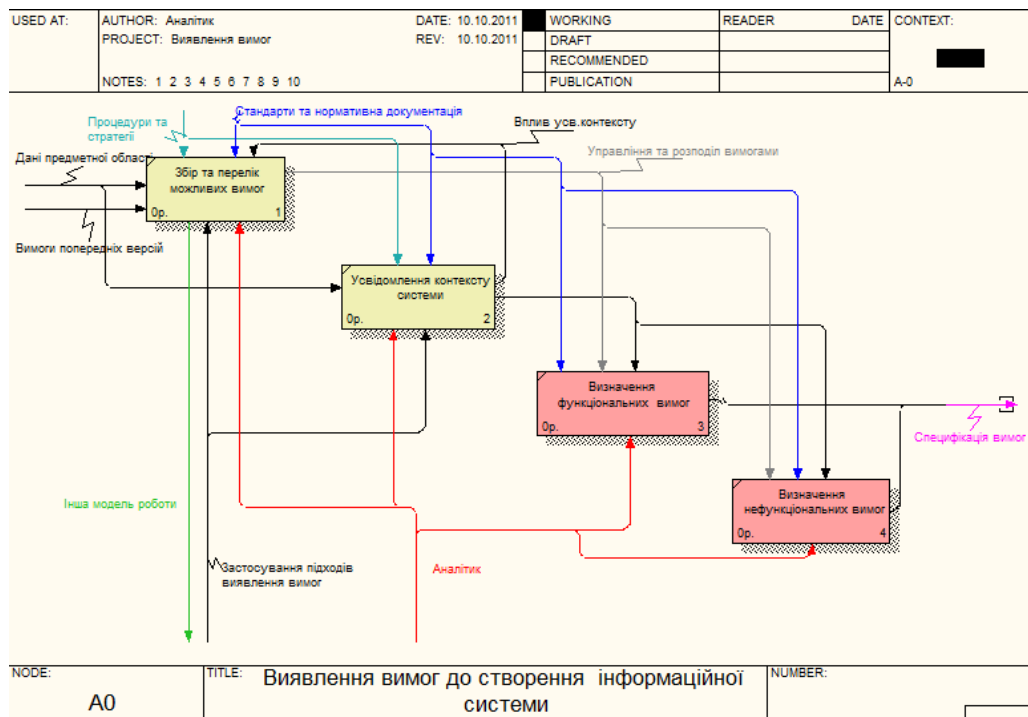 USED AT:
AUTHOR: Аналітик
DATE: 10.10.2011
WORKING
READER
DATE
CONTEXT:
PROJECT: Виявлення вимог
REV: 10.10.2011
DRAFT
RECOMMENDED
NOTES: 1 2 3 4 5 6 7 8 9 10
PUBLICATION
A-0
Процедури та
стратегії
Стандарти та нормативна документація
Вплив усв.контексту
Управління та розподіл вимогами
Дані предметної області
Збір та перелік
можливих вимог
0р.
1
Вимоги попередніх версій
Усвідомлення контексту
системи
0р.
2
Визначення
функціональних вимог
0р.
3
Специфікація вимог
Визначення
нефункціональних вимог
0р.
4
Інша модель роботи
Застосування підходів
виявлення вимог
Аналітик
NODE:
A0
TITLE:
Виявлення вимог до створення інформаційної
системи
NUMBER: